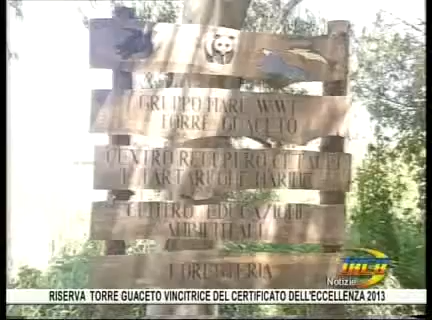 GRUPPO MARE WWF
TORRE GUACETO
CENTRO RECUPERO CETACEI
E TARTARUGHE MARINE
CENTRO EDUCAZIONE
AMBIENTALE
FORESTERIA
Notizie
RISERVA TORRE GUACETO VINCITRICE DEL CERTIFICATO DELL'ECCELLENZA 2013